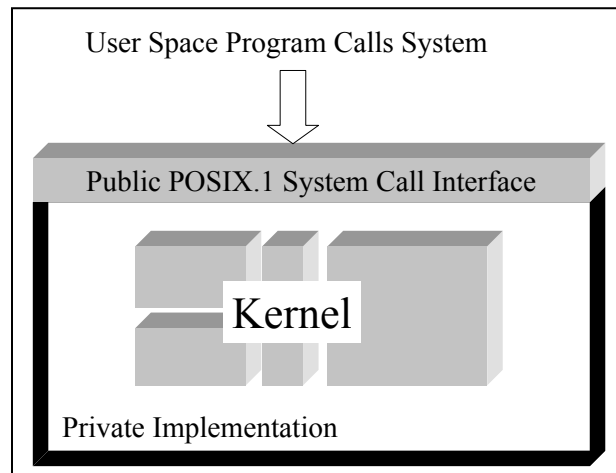 User Space Program Calls System
Public POSIX.1 System Call Interface
Kernel
Private Implementation